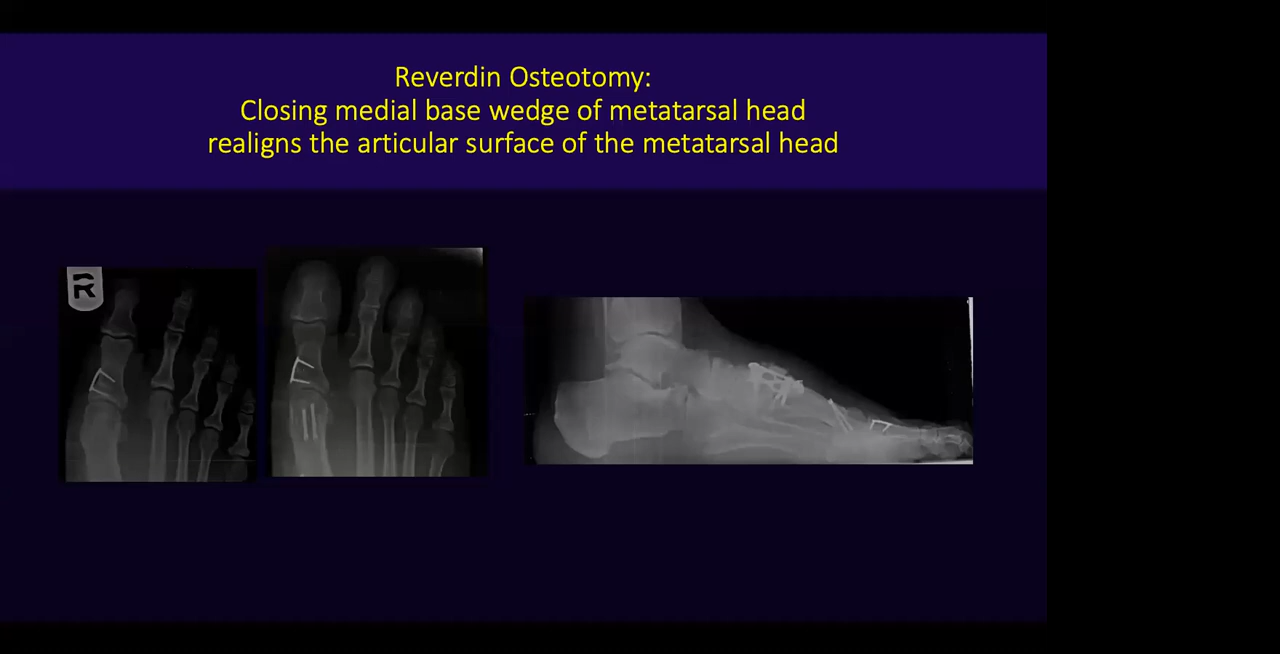 Reverdin Osteotomy:
Closing medial base wedge of metatarsal head
realigns the articular surface of the metatarsal head
R